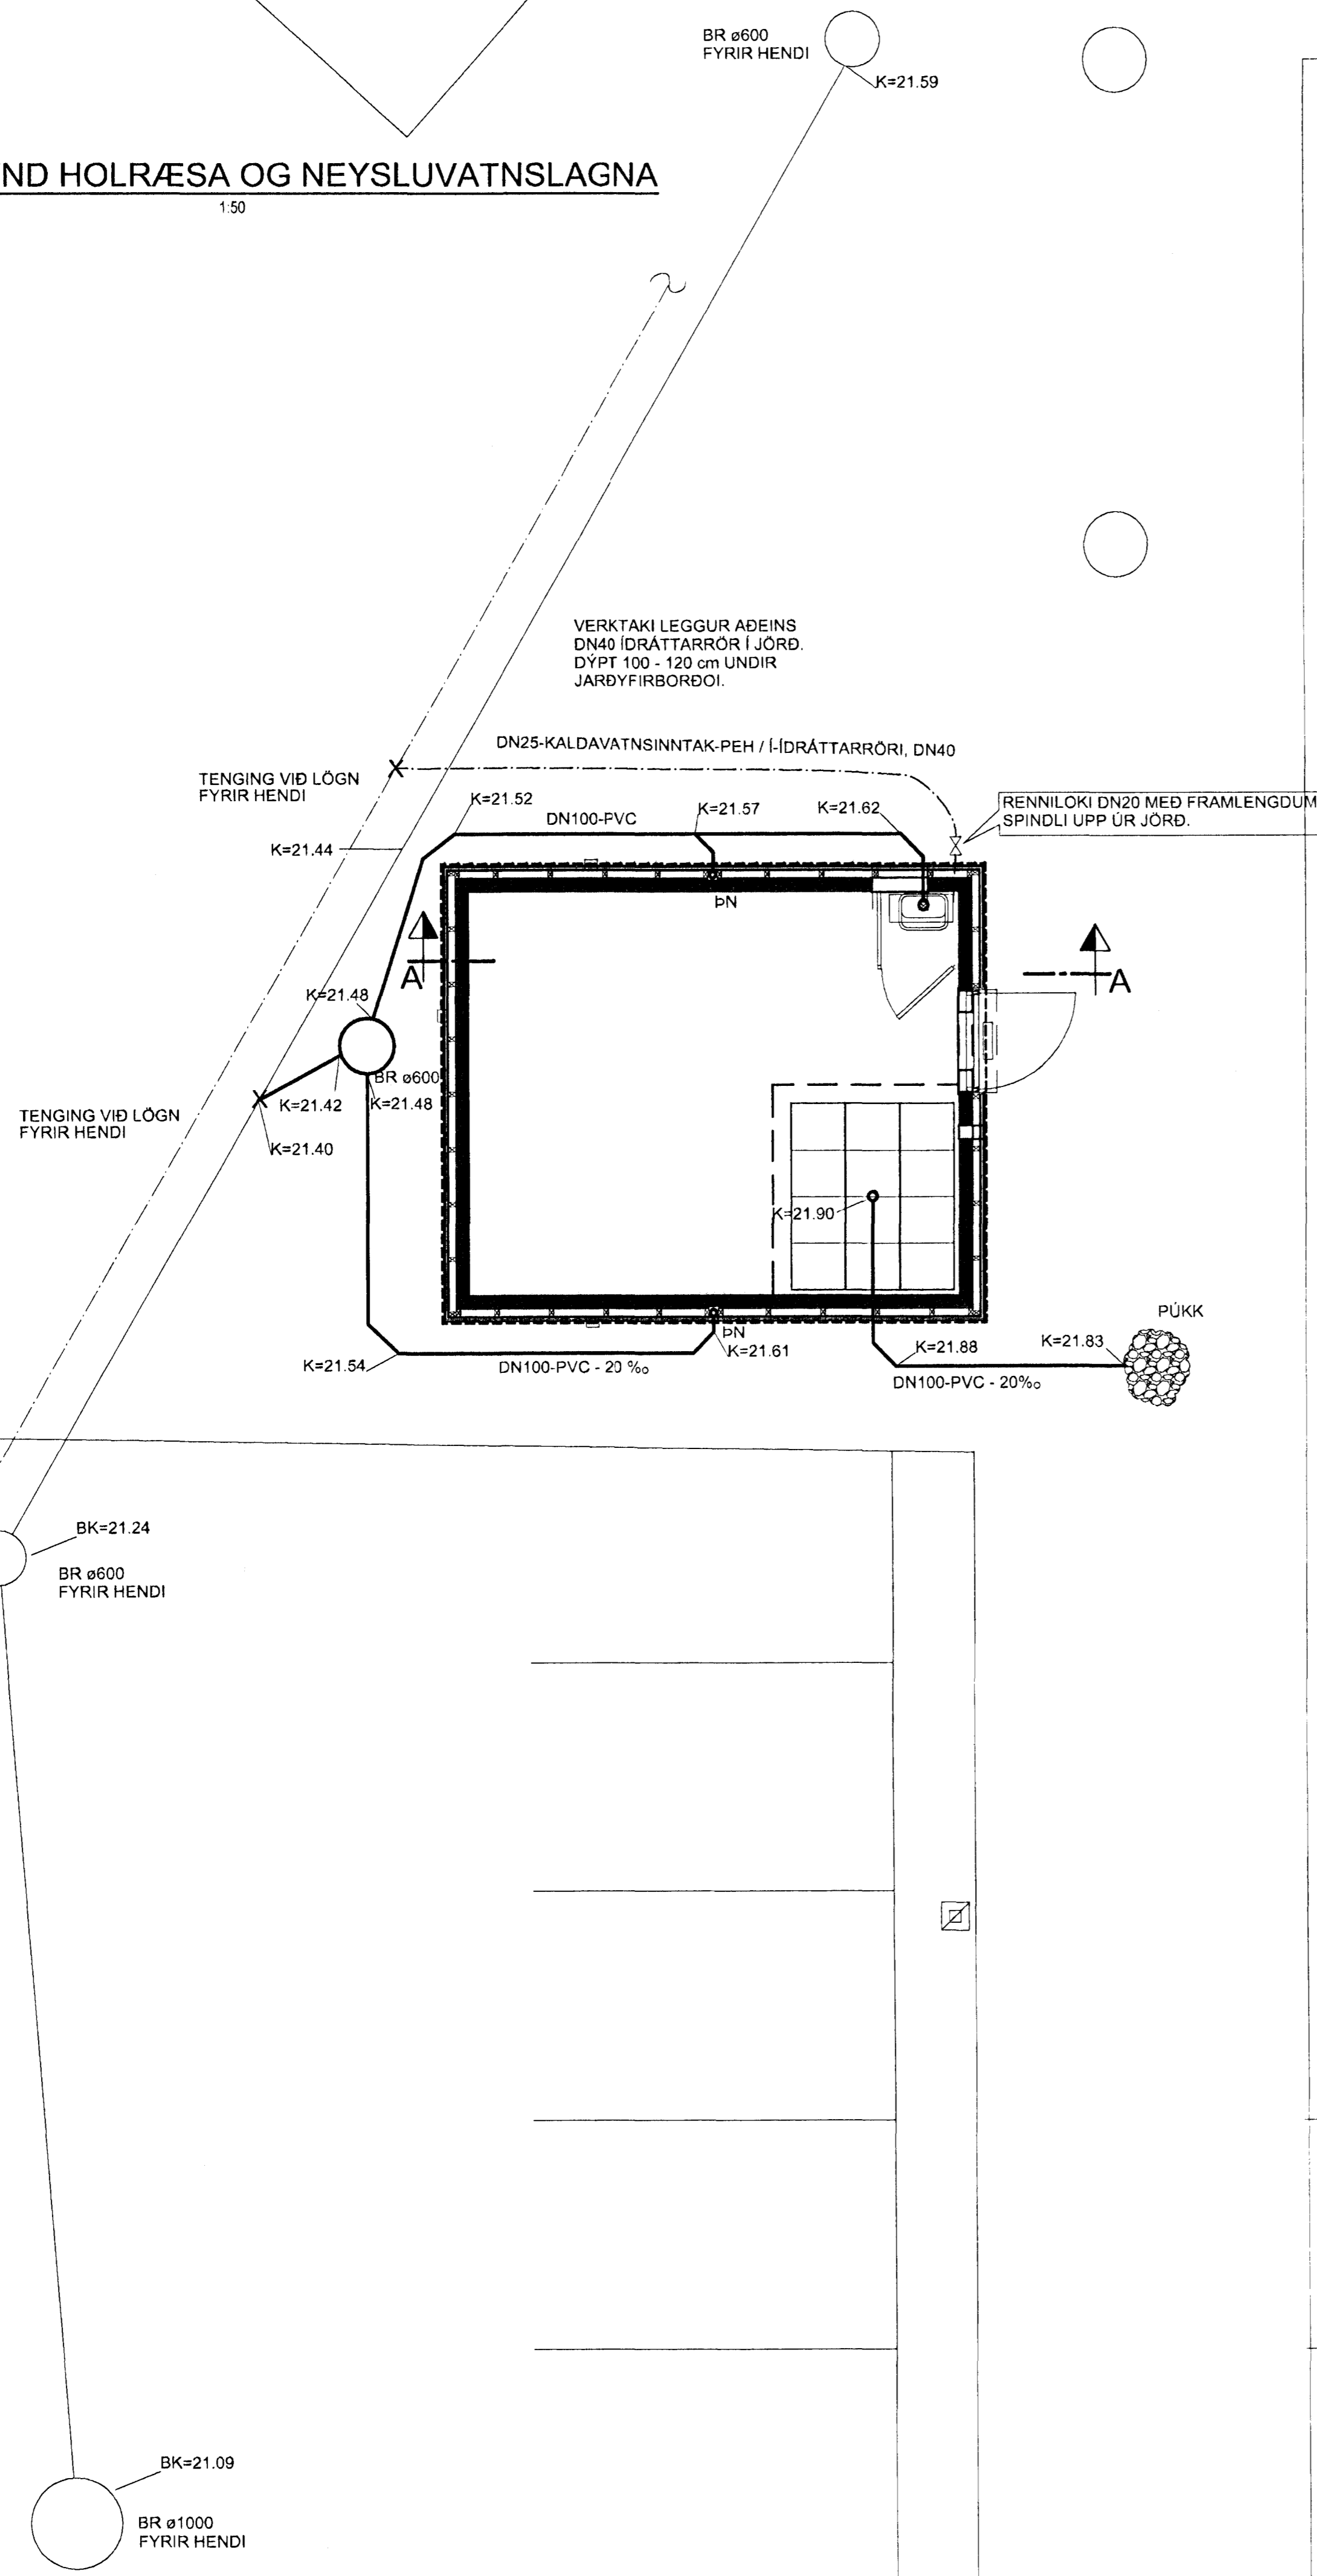 BR ø600
FYRIR HENDI
K=21.59
ND HOLRÆSA OG NEYSLUVATNSLAGNA
1:50
VERKTAKI LEGGUR AÐEINS
DN40 ÍDRÁTTARRÖR Í JÖRÐ.
DÝPT 100 - 120 cm UNDIR
JARÐYFIRBORÐOI.
DN25-KALDAVATNSINNTAK-PEH / Í-ÍDRÁTTARRÖRI, DN40
TENGING VIÐ LÖGN
FYRIR HENDI
K=21.52
DN100-PVC
K=21.57
K=21.62
RENNILOKI DN20 MEÐ FRAMLENGDUM
SPINDLI UPP ÚR JÖRÐ.
K=21.44
ÞN
A
A
K=21.48
BR ø600
K=21.42
K=21.48
TENGING VIÐ LÖGN
FYRIR HENDI
K=21.40
K=21.90
PÚKK
ÞN
K=21.61
K=21.88
K=21.83
K=21.54
DN100-PVC - 20 ‰
DN100-PVC - 20‰
BK=21.24
BR ø600
FYRIR HENDI
BK=21.09
BR ø1000
FYRIR HENDI